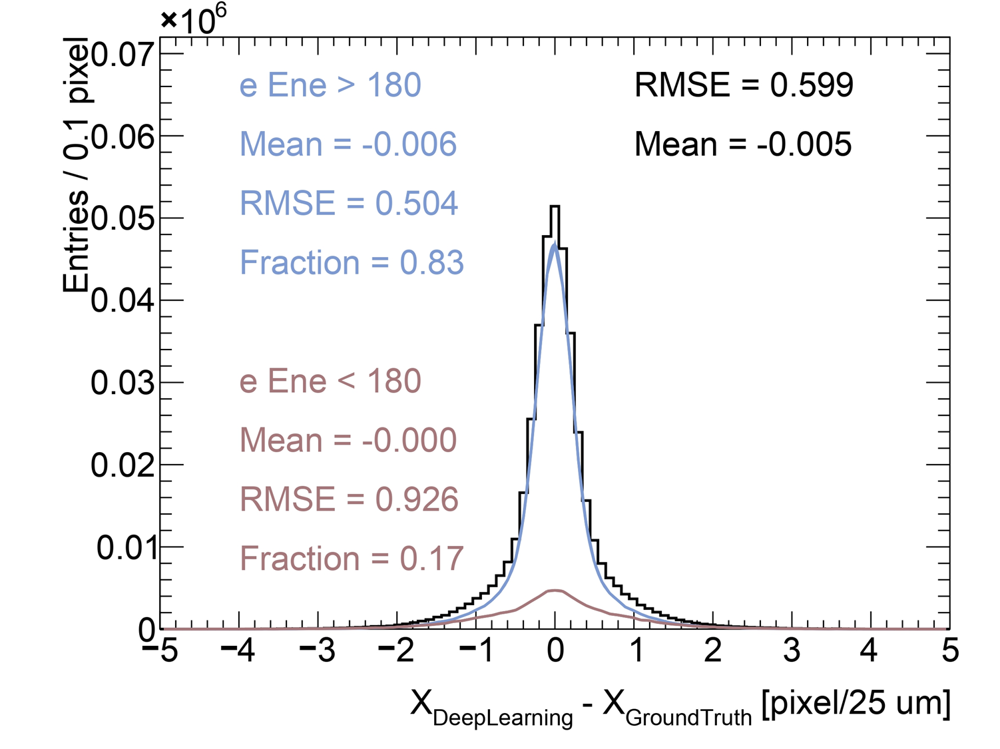 ×10⁶
Entries / 0.1 pixel
0.07
0.06
0.05
0.04
0.03
0.02
0.01
0
e Ene > 180
Mean = -0.006
RMSE = 0.504
Fraction = 0.83
e Ene < 180
Mean = -0.000
RMSE = 0.926
Fraction = 0.17
RMSE = 0.599
Mean = -0.005
−5 −4 −3 −2 −1 0 1 2 3 4 5
X_DeepLearning - X_GroundTruth [pixel/25 um]